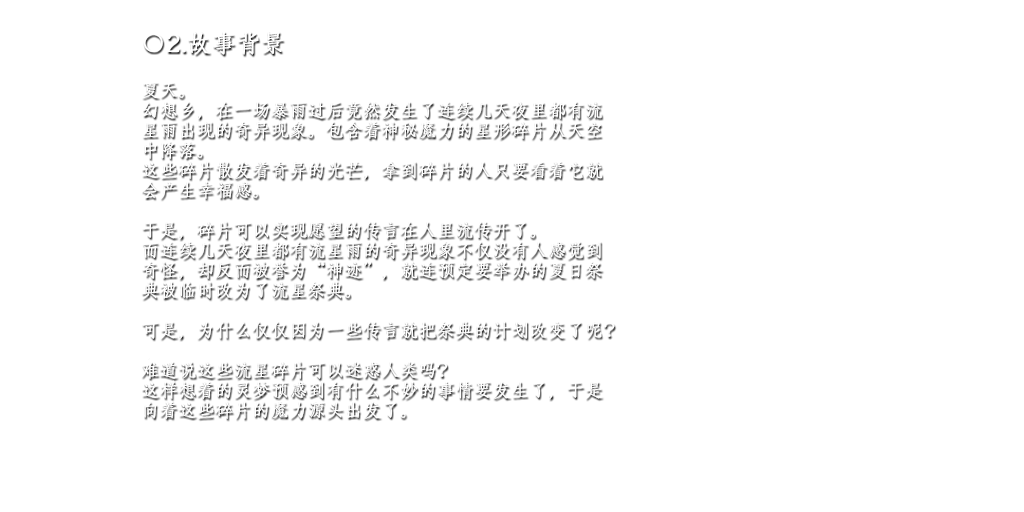 〇2.故事背景
夏天。
幻想乡，在一场暴雨过后竟然发生了连续几天夜里都有流
星雨出现的奇异现象。包含着神秘魔力的星形碎片从天空
中降落。
这些碎片散发着奇异的光芒，拿到碎片的人只要看着它就
会产生幸福感。
于是，碎片可以实现愿望的传言在人里流传开了。
而连续几天夜里都有流星雨的奇异现象不仅没有人感觉到
奇怪，却反而被誉为“神迹”，就连预定要举办的夏日祭
典被临时改为了流星祭典。
可是，为什么仅仅因为一些传言就把祭典的计划改变了呢？
难道说这些流星碎片可以迷惑人类吗？
这样想着的灵梦预感到有什么不妙的事情要发生了，于是
向着这些碎片的魔力源头出发了。